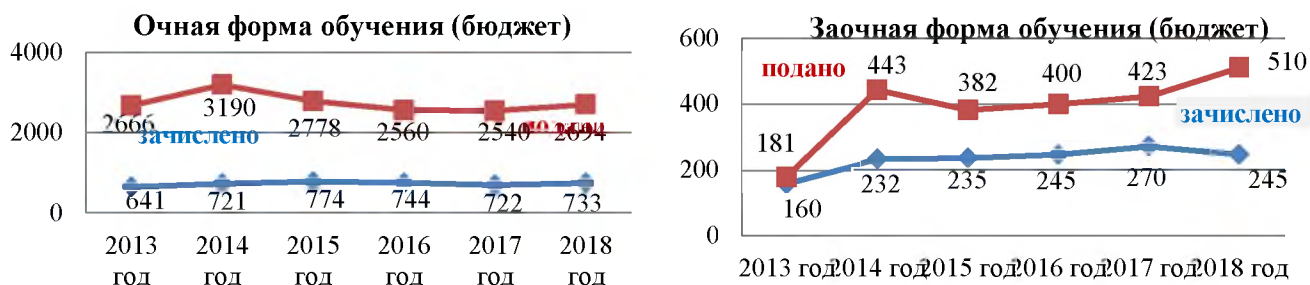 Очная форма обучения (бюджет)
4000
2000
0
2666
3190
2778
2560
2540
2694
зачислено
641
721
774
744
722
733
2013 год
2014 год
2015 год
2016 год
2017 год
2018 год
Заочная форма обучения (бюджет)
600
400
200
0
подано
181
443
382
400
423
510
зачислено
160
232
235
245
270
245
2013 год
2014 год
2015 год
2016 год
2017 год
2018 год